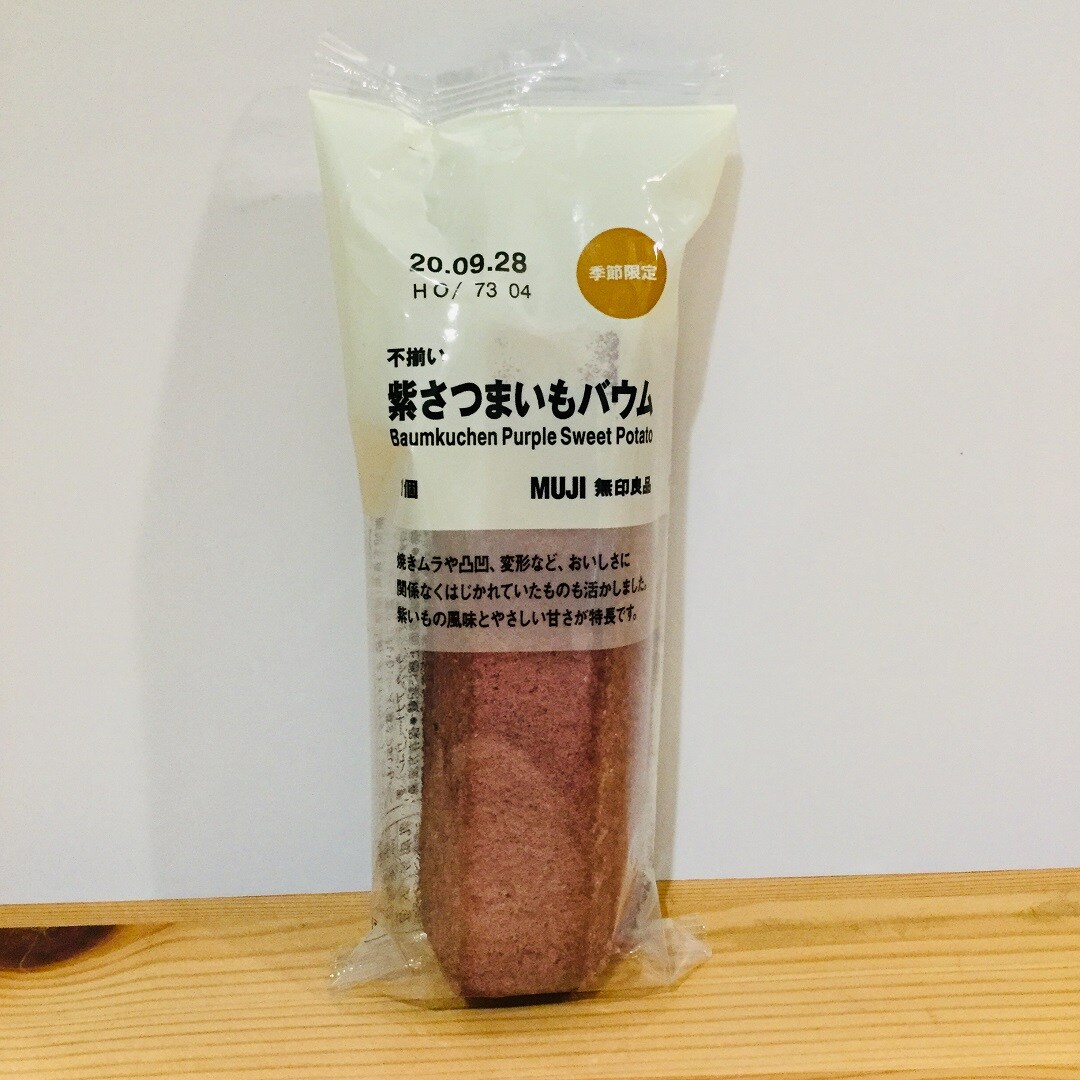 20.09.28
HO/ 73 04
季節限定
不揃い
紫さつまいもバウム
Baumkuchen Purple Sweet Potato
個
MUJI 無印良品
焼きムラや凸凹、変形など、おいしさに
関係なくはじかれていたものも活かしました。
紫いもの風味とやさしい甘さが特長です。